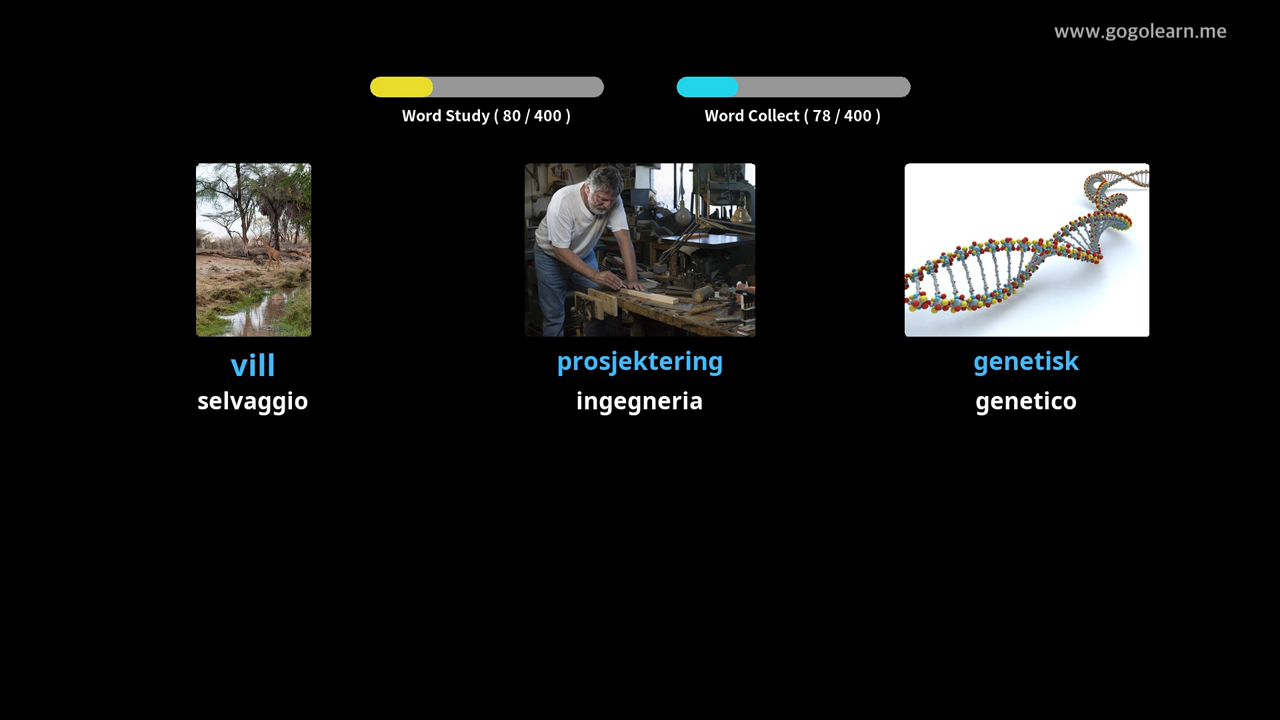 www.gogolearn.me
Word Study ( 80 / 400 )
Word Collect ( 78 / 400 )
vill
selvaggio
prosjektering
ingegneria
genetisk
genetico